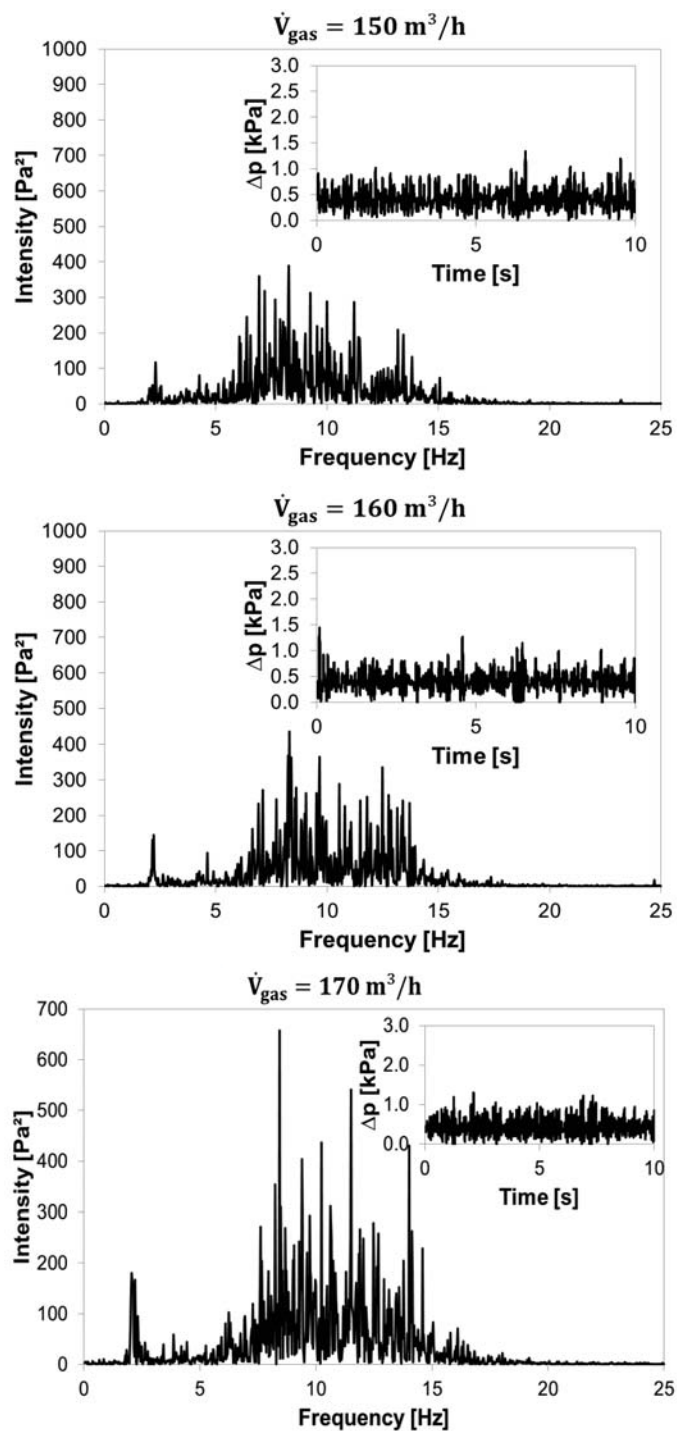 V̇gas = 150 m³/h
1000
900
800
700
600
500
400
300
200
100
0
Intensity [Pa²]
3.0
2.5
2.0
1.5
1.0
0.5
0.0
Δp [kPa]
0 5 10
Time [s]
0 5 10 15 20 25
Frequency [Hz]
V̇gas = 160 m³/h
1000
900
800
700
600
500
400
300
200
100
0
Intensity [Pa²]
3.0
2.5
2.0
1.5
1.0
0.5
0.0
Δp [kPa]
0 5 10
Time [s]
0 5 10 15 20 25
Frequency [Hz]
V̇gas = 170 m³/h
700
600
500
400
300
200
100
0
Intensity [Pa²]
3.0
2.0
1.0
0.0
Δp [kPa]
0 5 10
Time [s]
0 5 10 15 20 25
Frequency [Hz]